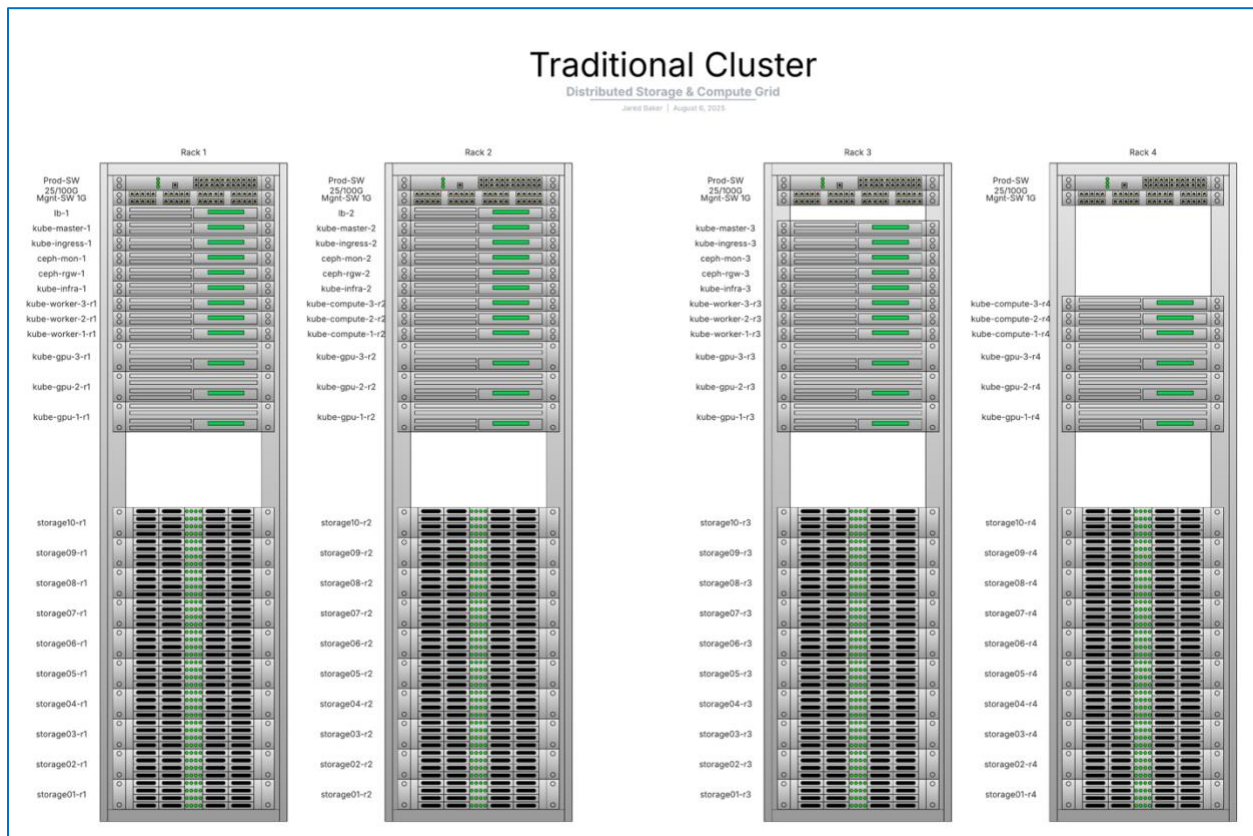 Traditional Cluster
Distributed Storage & Compute Grid
Jared Baker | August 6, 2025
Rack 1
Prod-SW
25/100G
Mgnt-SW 1G
lb-1
kube-master-1
kube-ingress-1
ceph-mon-1
ceph-rgw-1
kube-infra-1
kube-worker-3-r1
kube-worker-2-r1
kube-worker-1-r1
kube-gpu-3-r1
kube-gpu-2-r1
kube-gpu-1-r1
storage10-r1
storage09-r1
storage08-r1
storage07-r1
storage06-r1
storage05-r1
storage04-r1
storage03-r1
storage02-r1
storage01-r1
Rack 2
Prod-SW
25/100G
Mgnt-SW 1G
lb-2
kube-master-2
kube-ingress-2
ceph-mon-2
ceph-rgw-2
kube-infra-2
kube-compute-3-r2
kube-compute-2-r2
kube-compute-1-r2
kube-gpu-3-r2
kube-gpu-2-r2
kube-gpu-1-r2
storage10-r2
storage09-r2
storage08-r2
storage07-r2
storage06-r2
storage05-r2
storage04-r2
storage03-r2
storage02-r2
storage01-r2
Rack 3
Prod-SW
25/100G
Mgnt-SW 1G
kube-master-3
kube-ingress-3
ceph-mon-3
ceph-rgw-3
kube-infra-3
kube-worker-3-r3
kube-worker-2-r3
kube-worker-1-r3
kube-gpu-3-r3
kube-gpu-2-r3
kube-gpu-1-r3
storage10-r3
storage09-r3
storage08-r3
storage07-r3
storage06-r3
storage05-r3
storage04-r3
storage03-r3
storage02-r3
storage01-r3
Rack 4
Prod-SW
25/100G
Mgnt-SW 1G
kube-compute-3-r4
kube-compute-2-r4
kube-compute-1-r4
kube-gpu-3-r4
kube-gpu-2-r4
kube-gpu-1-r4
storage10-r4
storage09-r4
storage08-r4
storage07-r4
storage06-r4
storage05-r4
storage04-r4
storage03-r4
storage02-r4
storage01-r4